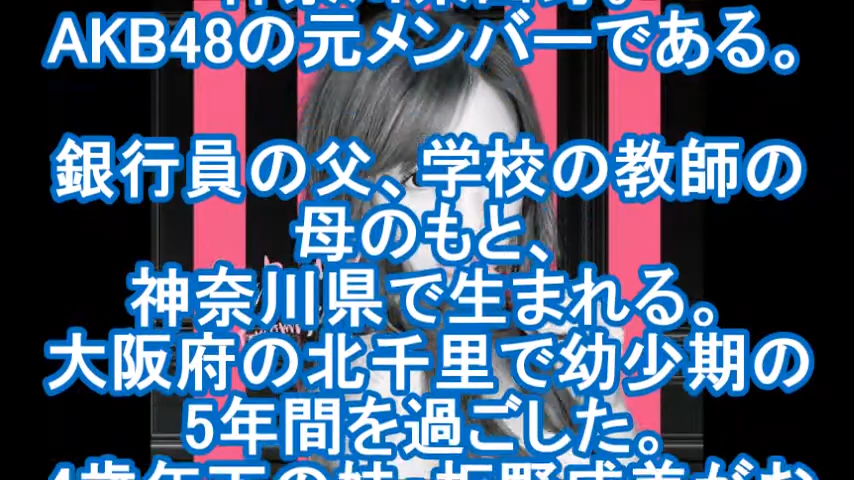 AKB48の元メンバーである。
銀行員の父、学校の教師の
母のもと、
神奈川県で生まれる。
大阪府の北千里で幼少期の
5年間を過ごした。